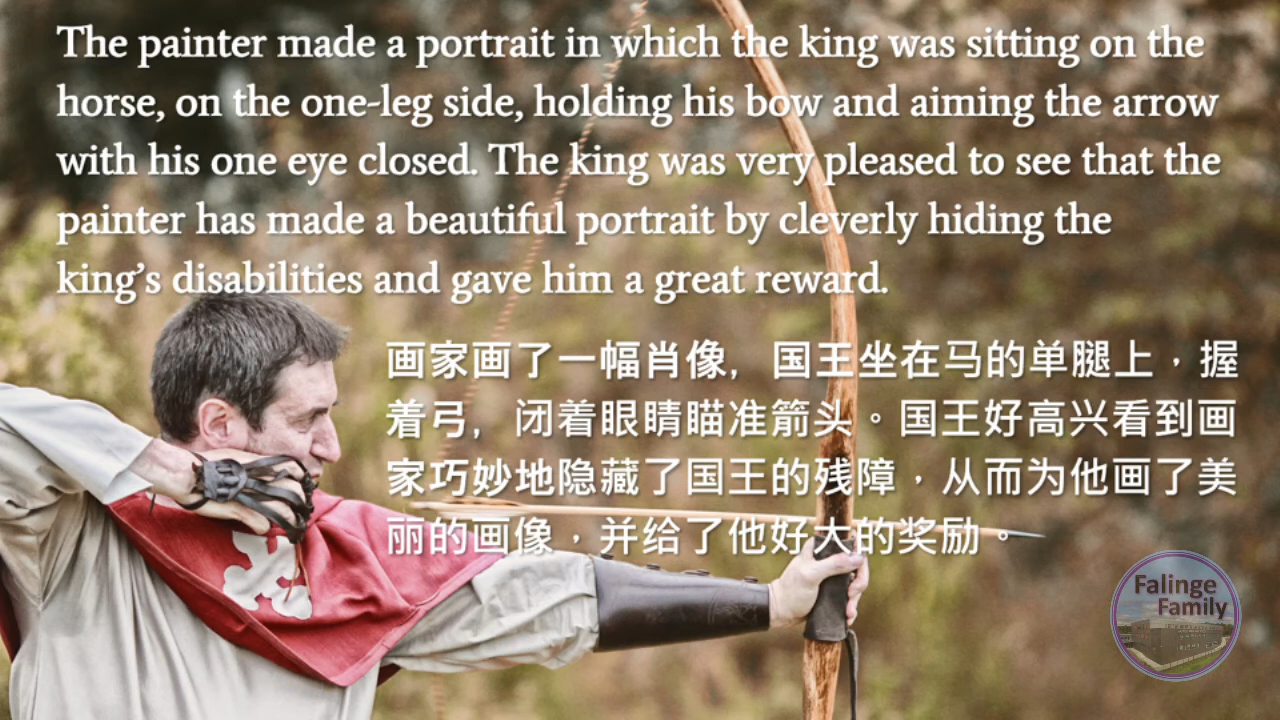 The painter made a portrait in which the king was sitting on the
horse, on the one-leg side, holding his bow and aiming the arrow
with his one eye closed. The king was very pleased to see that the
painter has made a beautiful portrait by cleverly hiding the
king’s disabilities and gave him a great reward.
画家画了一幅肖像，国王坐在马的单腿上，握
着弓，闭着眼睛瞄准箭头。国王好高兴看到画
家巧妙地隐藏了国王的残障，从而为他画了美
丽的画像，并给了他好大的奖励。
Falinge
Family